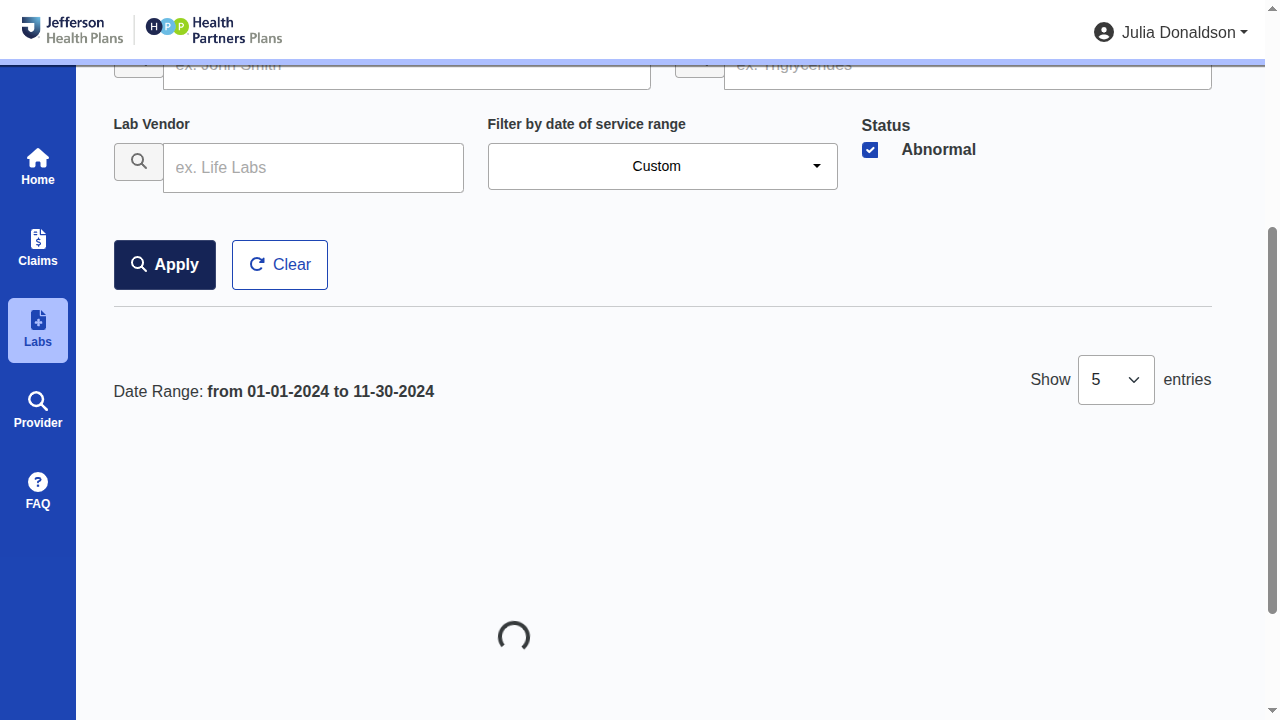 Jefferson
Health Plans
HPP
Health
Partners Plans
Julia Donaldson
ex. John Smith
ex. Triglycerides
Lab Vendor
Filter by date of service range
Status
ex. Life Labs
Custom
Abnormal
Home
Claims
Labs
Provider
FAQ
Apply
Clear
Date Range: from 01-01-2024 to 11-30-2024
Show 5 entries